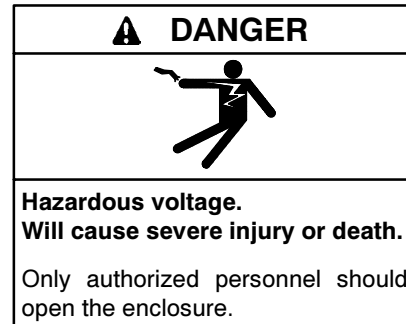 DANGER
Hazardous voltage.
Will cause severe injury or death.
Only authorized personnel should
open the enclosure.